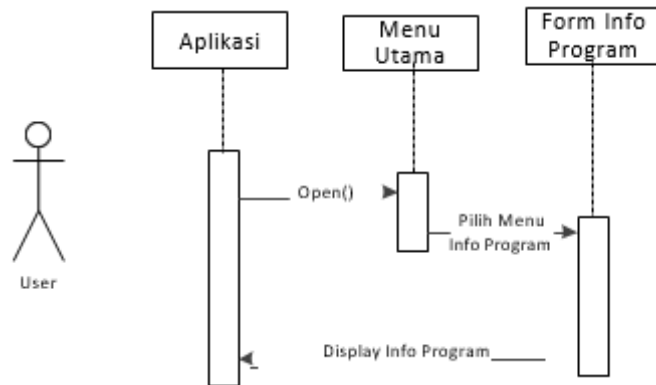 Aplikasi
Menu
Utama
Form Info
Program
Open()
Pilih Menu
Info Program
User
Display Info Program